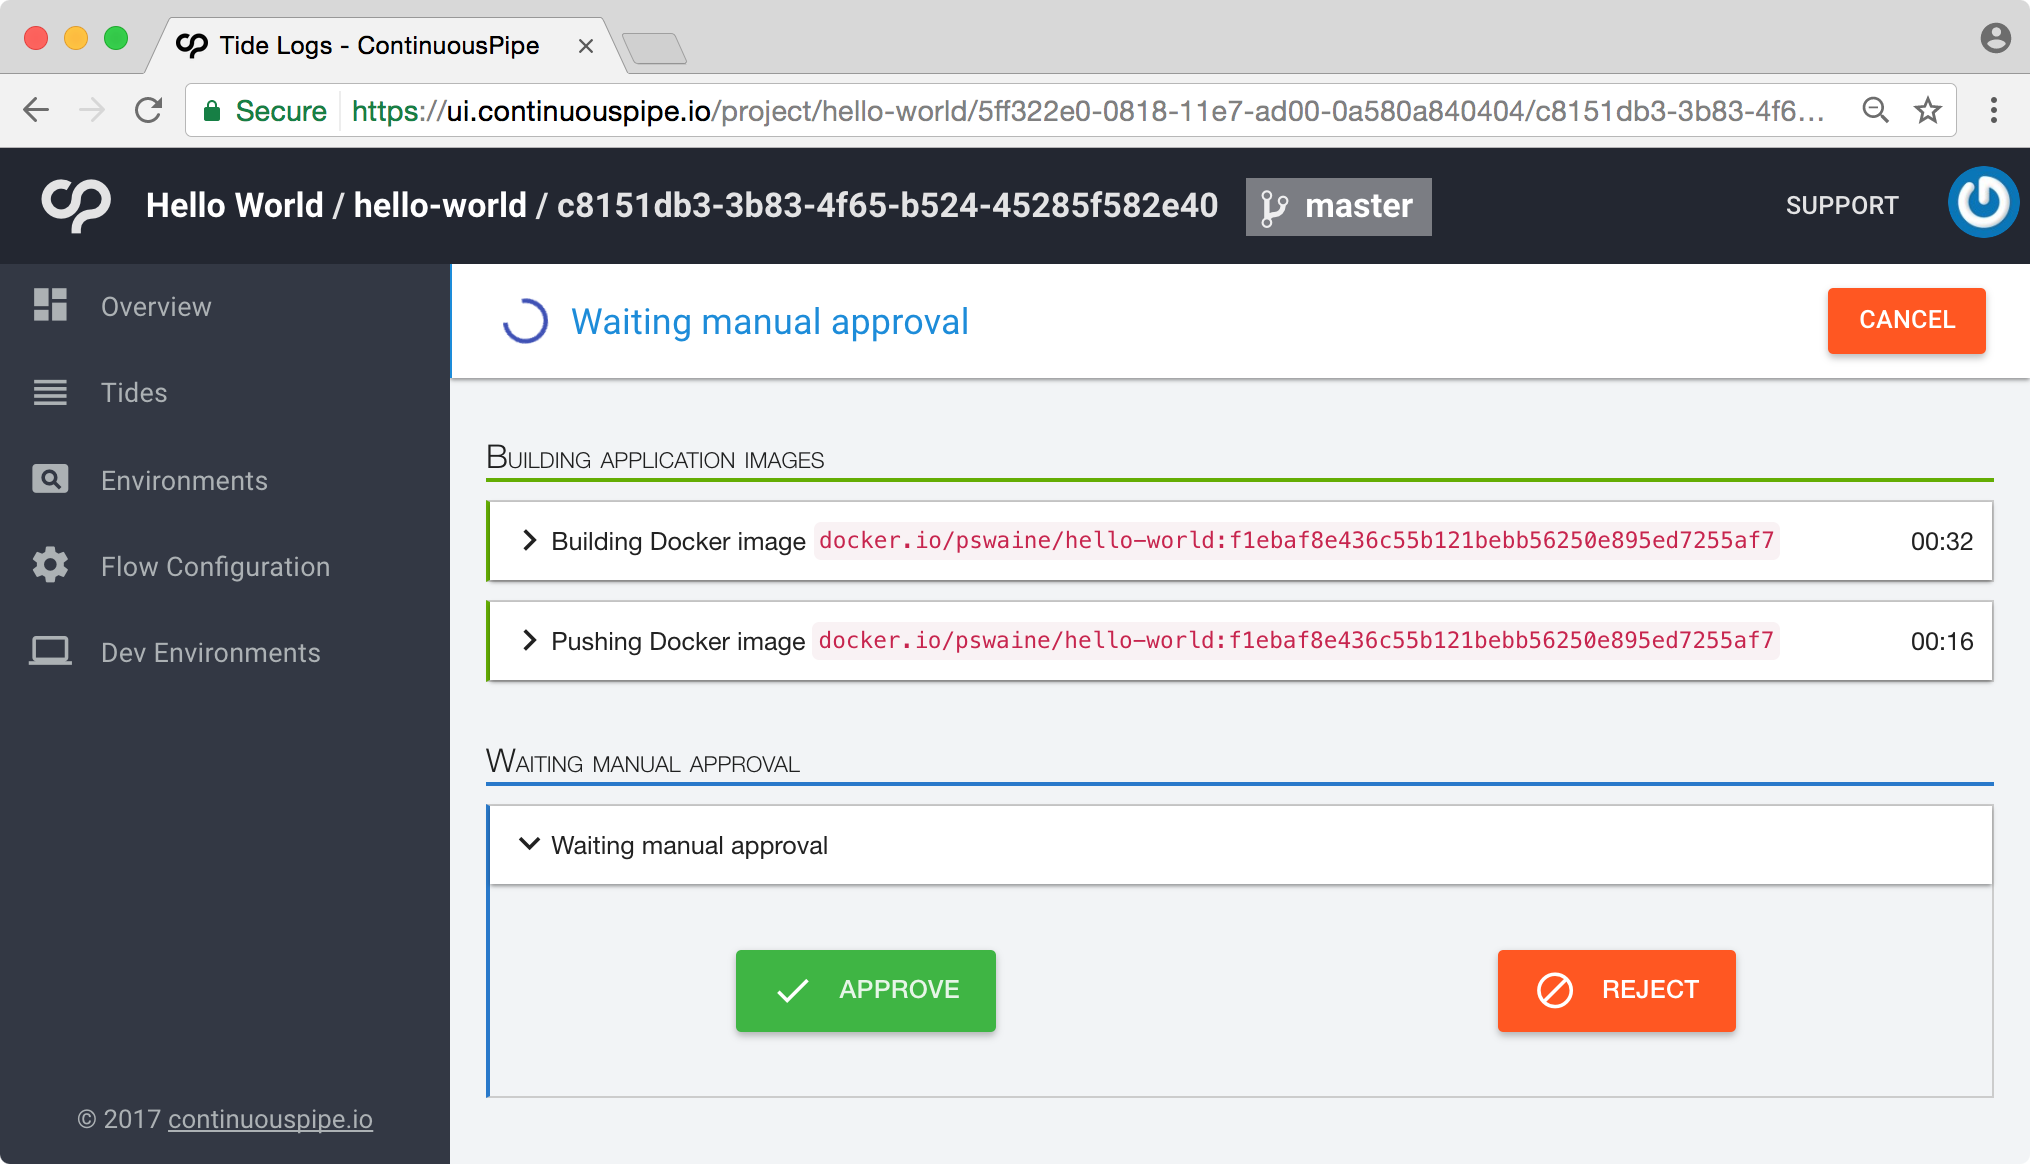 Tide Logs - ContinuousPipe
Secure https://ui.continuouspipe.io/project/hello-world/5ff322e0-0818-11e7-ad00-0a580a840404/c8151db3-3b83-4f6...
Hello World / hello-world / c8151db3-3b83-4f65-b524-45285f582e40 master
SUPPORT
Overview
Tides
Environments
Flow Configuration
Dev Environments
© 2017 continuouspipe.io
Waiting manual approval
CANCEL
Building application images
Building Docker image docker.io/pswaine/hello-world:f1ebaf8e436c55b121bebb56250e895ed7255af7 00:32
Pushing Docker image docker.io/pswaine/hello-world:f1ebaf8e436c55b121bebb56250e895ed7255af7 00:16
Waiting manual approval
Waiting manual approval
APPROVE
REJECT